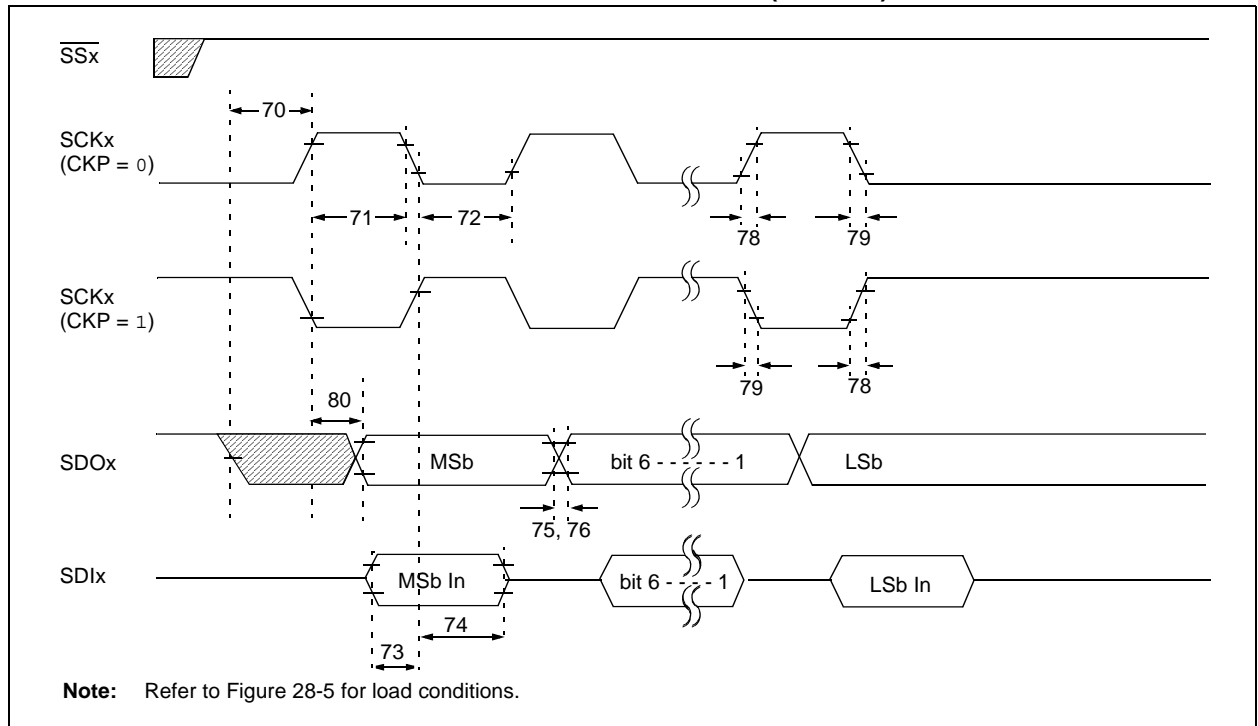 SSx
70
SCKx
(CKP = 0)
71
72
78
79
SCKx
(CKP = 1)
79
78
80
SDOx
MSb
bit 6 - - - - - - 1
LSb
75, 76
SDIx
MSb In
bit 6 - - - - 1
LSb In
74
73
Note: Refer to Figure 28-5 for load conditions.